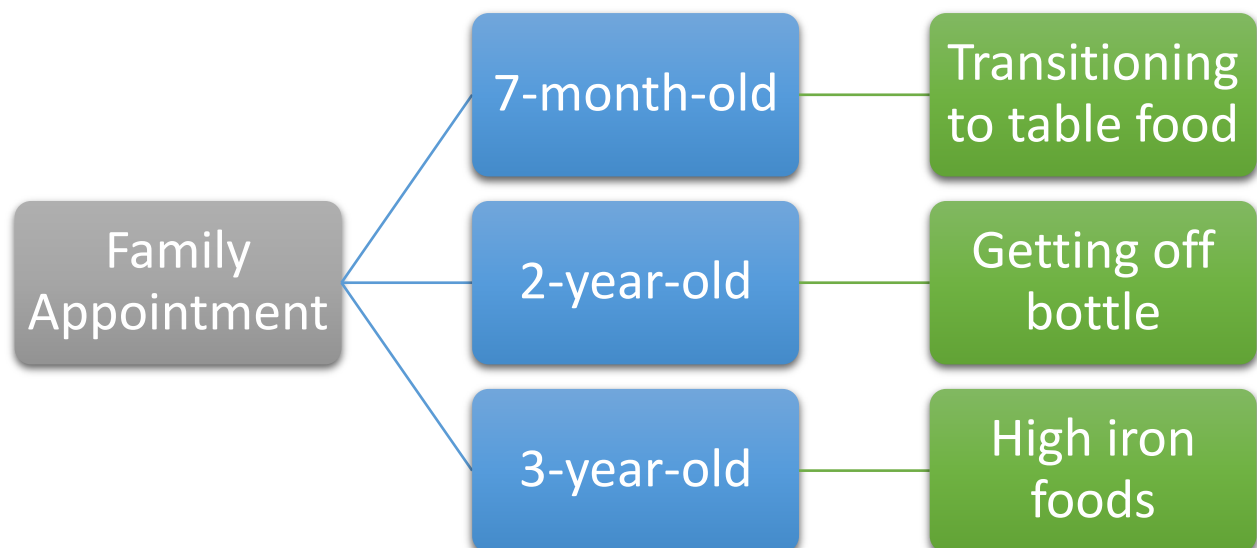 Family
Appointment
7-month-old
Transitioning
to table food
2-year-old
Getting off
bottle
3-year-old
High iron
foods